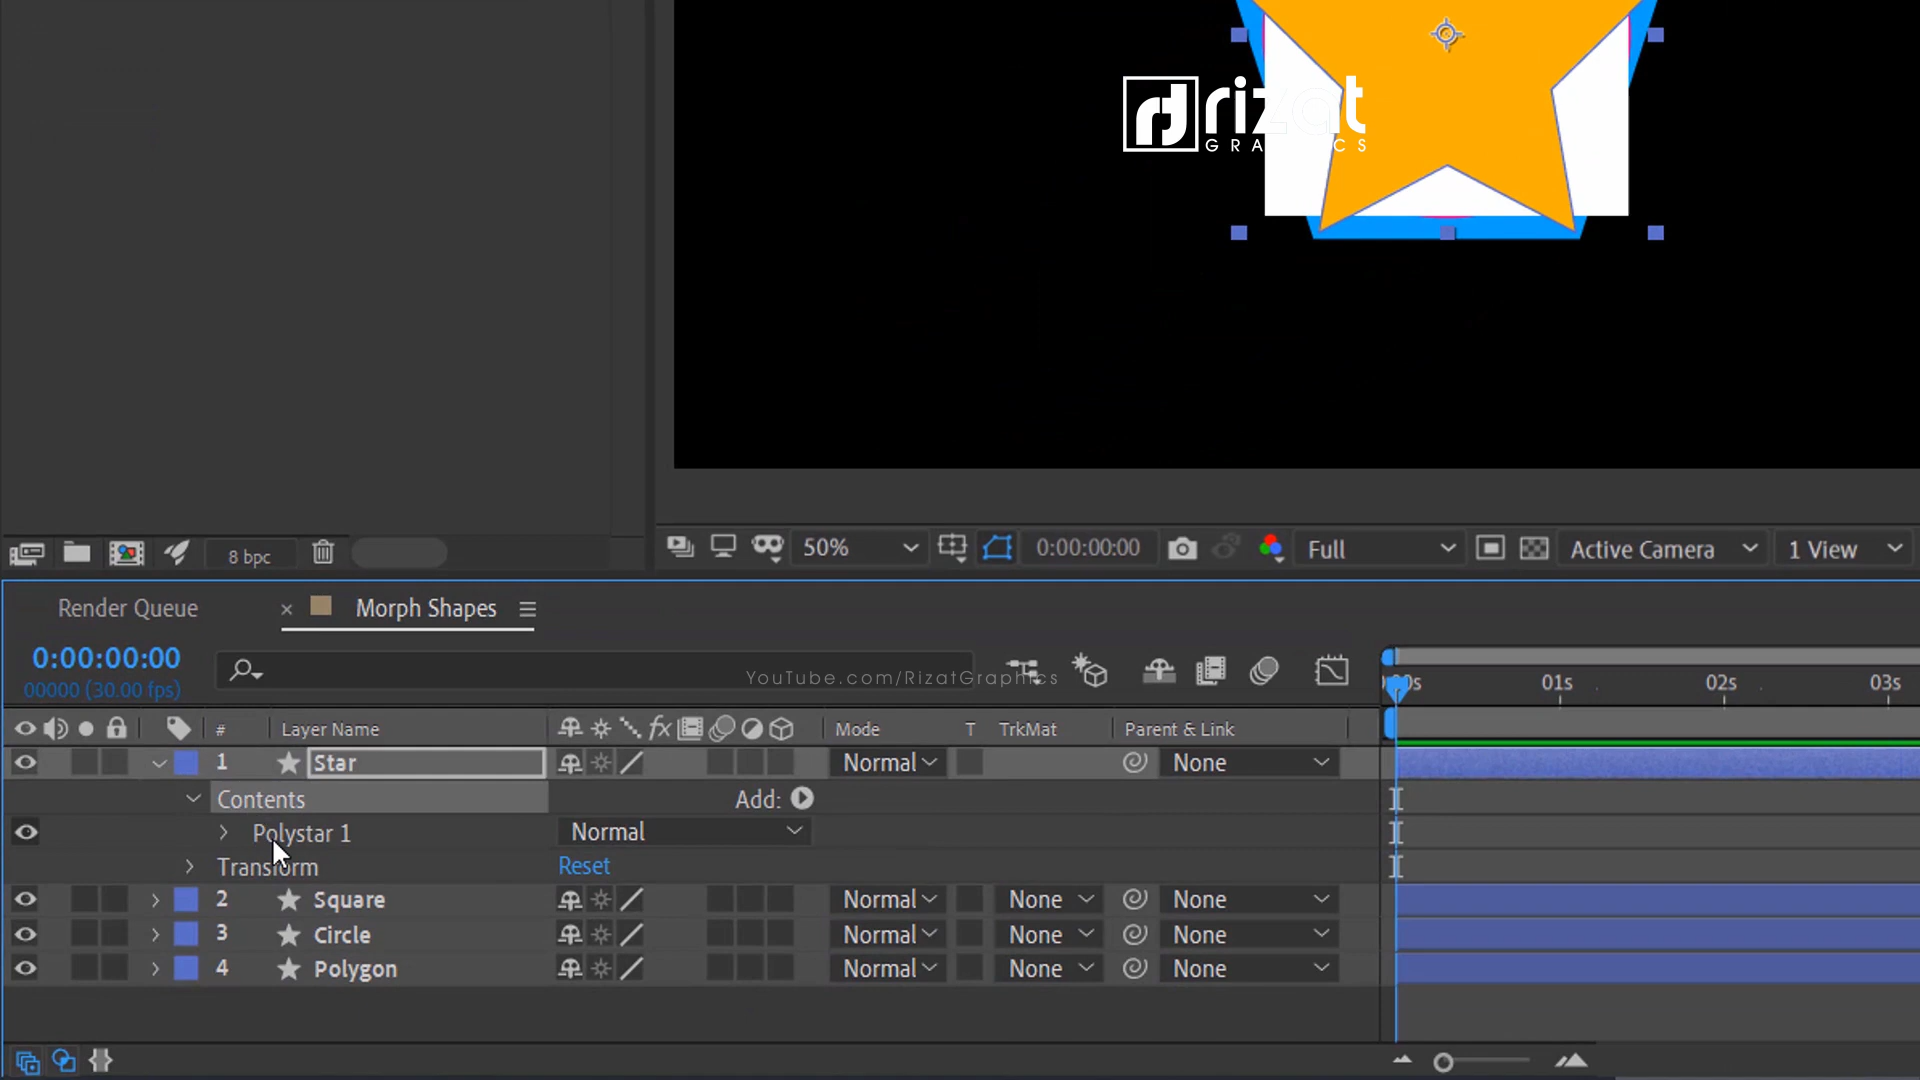 rizat
GRAPHICS
8 bpc
50%
0:00:00:00
Full
Active Camera
1 View
Render Queue
× Morph Shapes
0:00:00:00
00000 (30.00 fps)
YouTube.com/RizatGraphics
01s
02s
03s
# Layer Name
fx
Mode
T
TrkMat
Parent & Link
1 Star Normal None
Contents Add:
Polystar 1 Normal
Transform Reset
2 Square Normal None None
3 Circle Normal None None
4 Polygon Normal None None